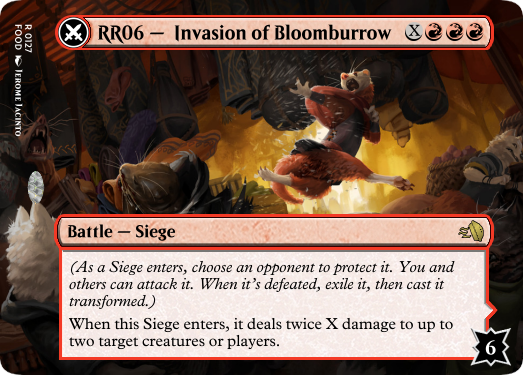 RR06 — Invasion of Bloomburrow X
Battle — Siege
(As a Siege enters, choose an opponent to protect it. You and
others can attack it. When it's defeated, exile it, then cast it
transformed.)
When this Siege enters, it deals twice X damage to up to
two target creatures or players.
6
R 0127
FOOD Jerome Jacinto